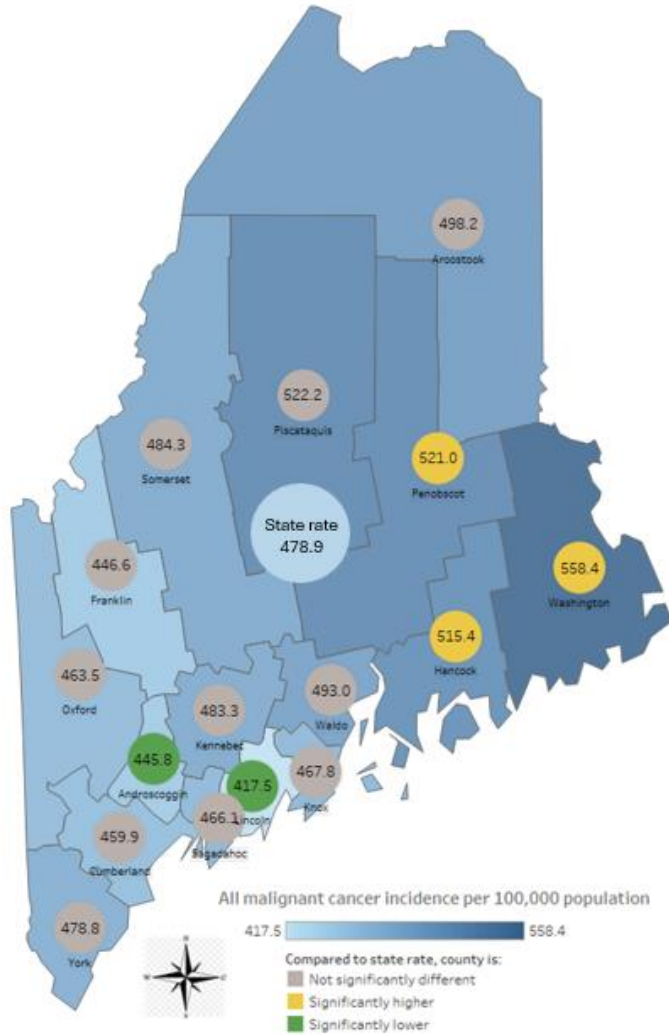 498.2
Aroostook
522.2
Piscataquis
484.3
Somerset
521.0
Penobscot
State rate
478.9
446.6
Franklin
558.4
Washington
515.4
Hancock
463.5
Oxford
493.0
Waldo
483.3
Kennebec
445.8
Androscoggin
417.5
Lincoln
467.8
Knox
466.1
Sagadahoc
459.9
Cumberland
478.8
York
All malignant cancer incidence per 100,000 population
417.5 558.4
Compared to state rate, county is:
Not significantly different
Significantly higher
Significantly lower